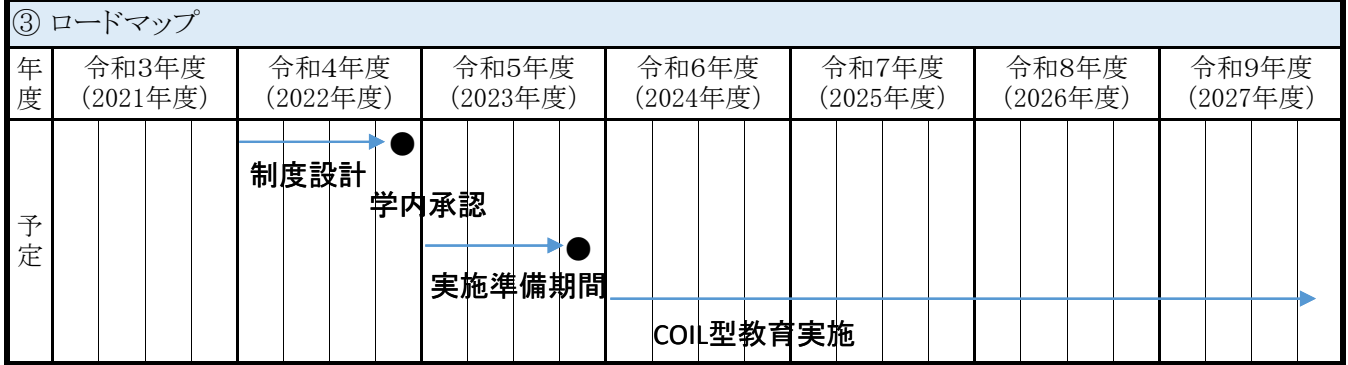 ③ ロードマップ
年度
令和3年度
(2021年度)
令和4年度
(2022年度)
令和5年度
(2023年度)
令和6年度
(2024年度)
令和7年度
(2025年度)
令和8年度
(2026年度)
令和9年度
(2027年度)
予定
制度設計
学内承認
実施準備期間
COIL型教育実施